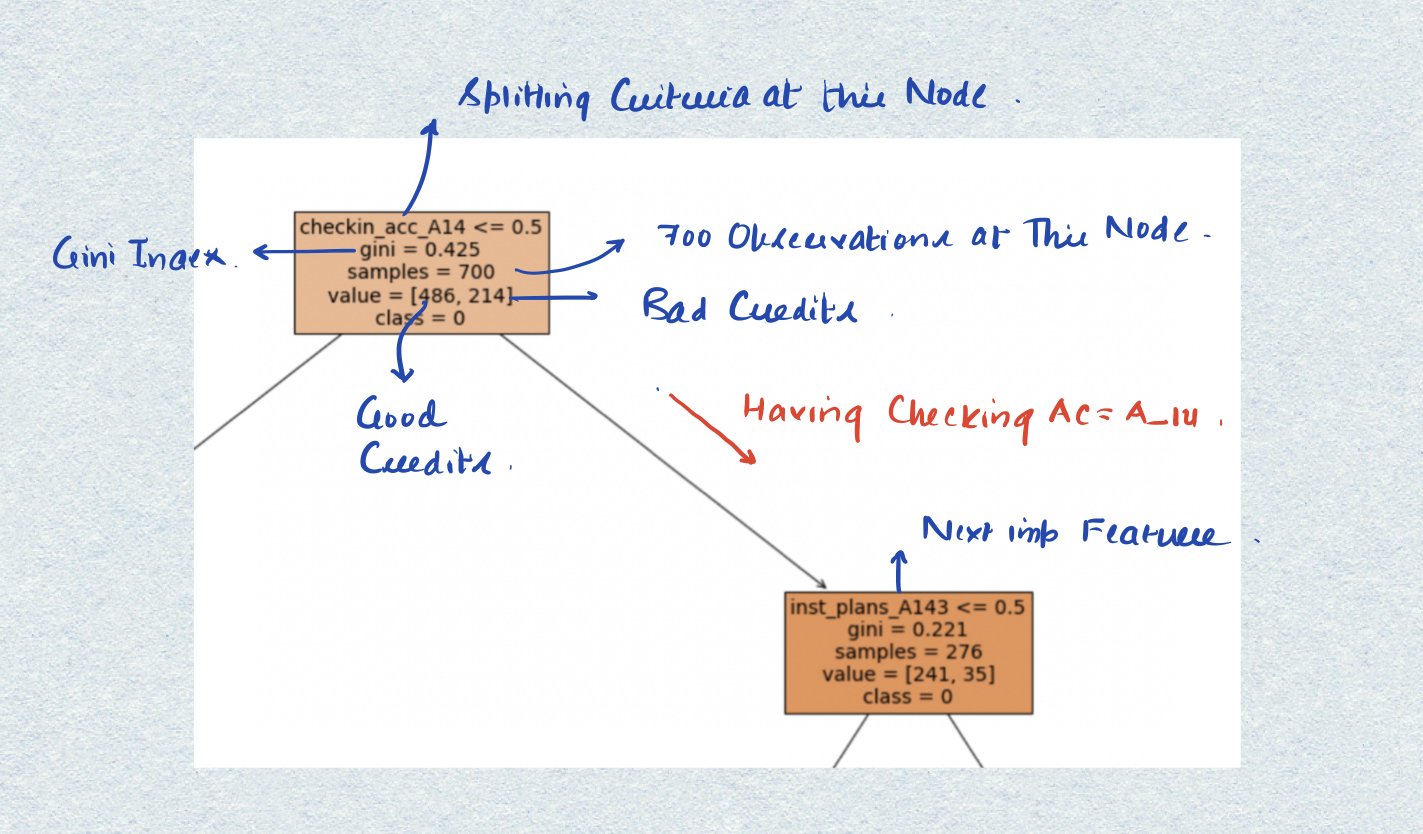 Splitting Criteria at this Node .
checkin_acc_A14 <= 0.5
gini = 0.425
samples = 700
value = [486, 214]
class = 0
Gini Index.
700 Observations at This Node .
Bad Credits .
Good
Credits .
Having Checking Ac = A_14 .
Next imp Feature .
inst_plans_A143 <= 0.5
gini = 0.221
samples = 276
value = [241, 35]
class = 0